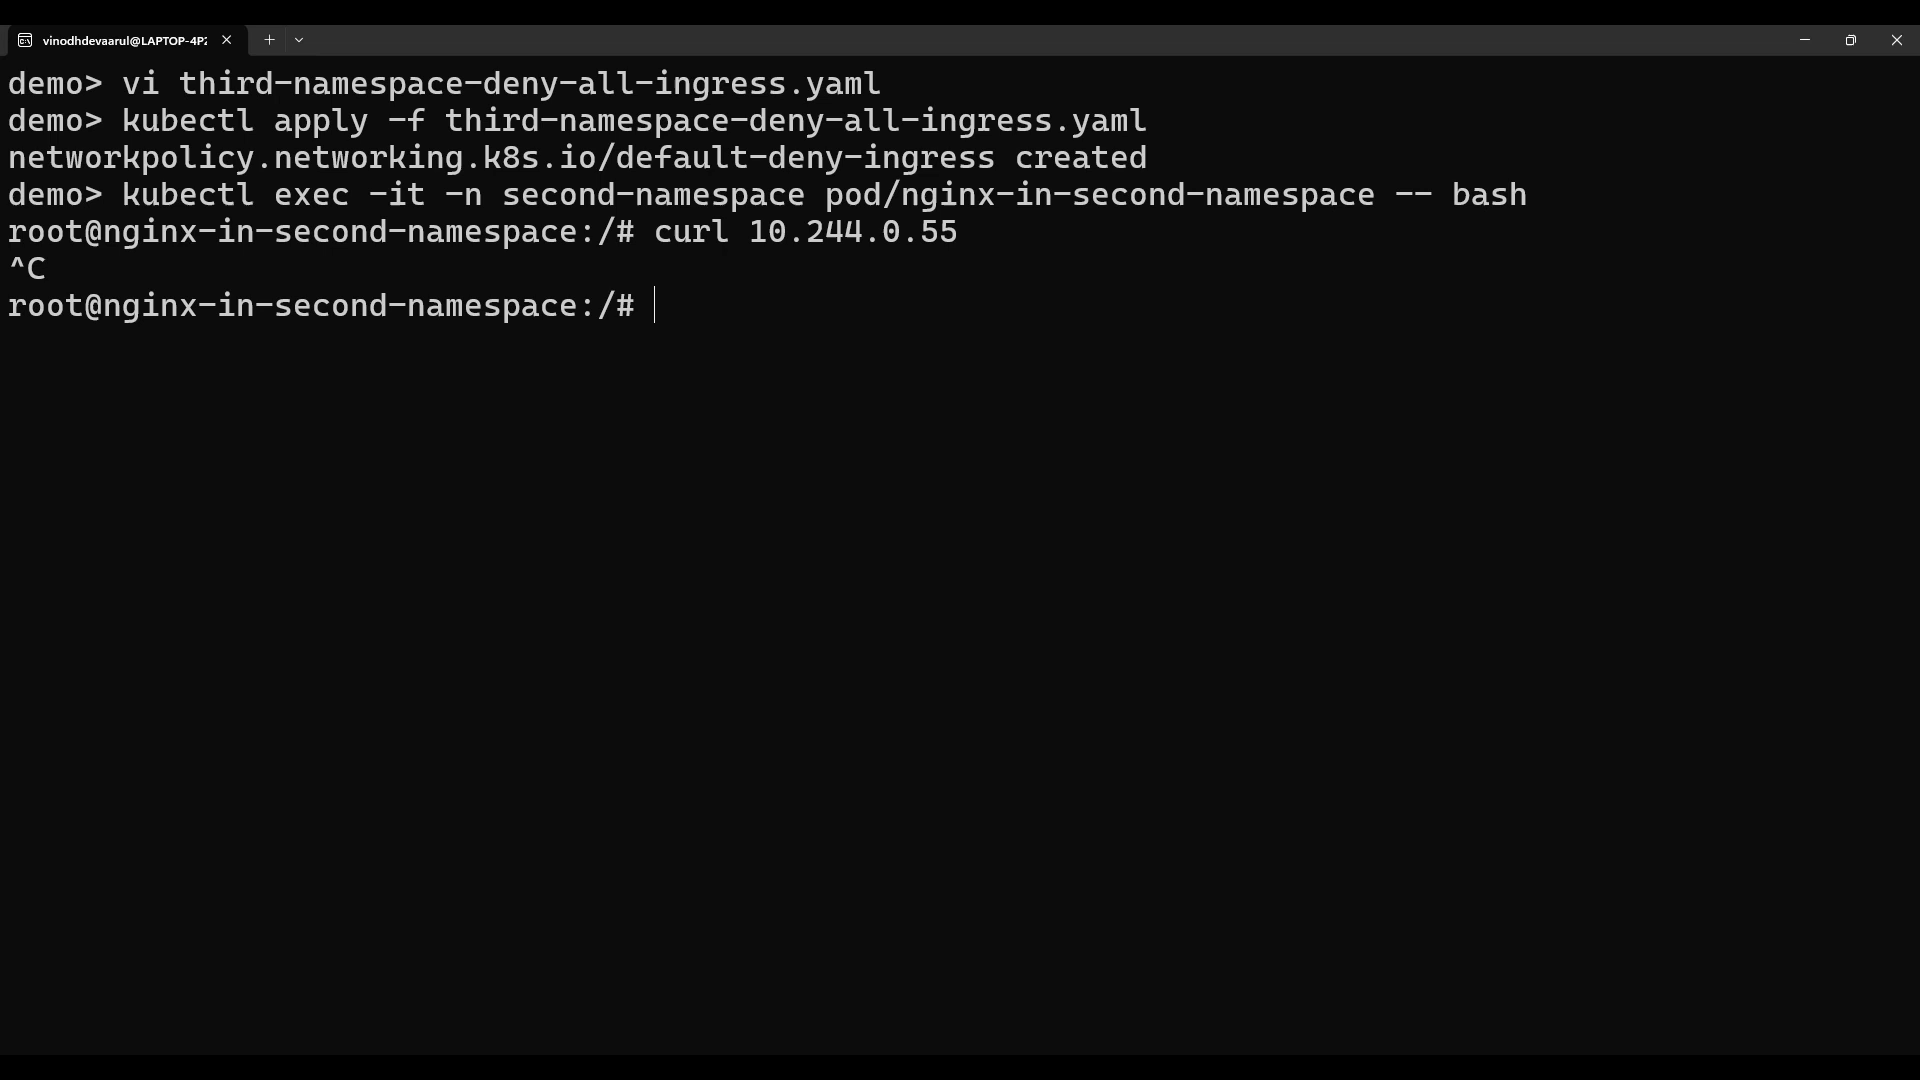 vinodhdevaarul@LAPTOP-4P2
demo> vi third-namespace-deny-all-ingress.yaml
demo> kubectl apply -f third-namespace-deny-all-ingress.yaml
networkpolicy.networking.k8s.io/default-deny-ingress created
demo> kubectl exec -it -n second-namespace pod/nginx-in-second-namespace -- bash
root@nginx-in-second-namespace:/# curl 10.244.0.55
^C
root@nginx-in-second-namespace:/#